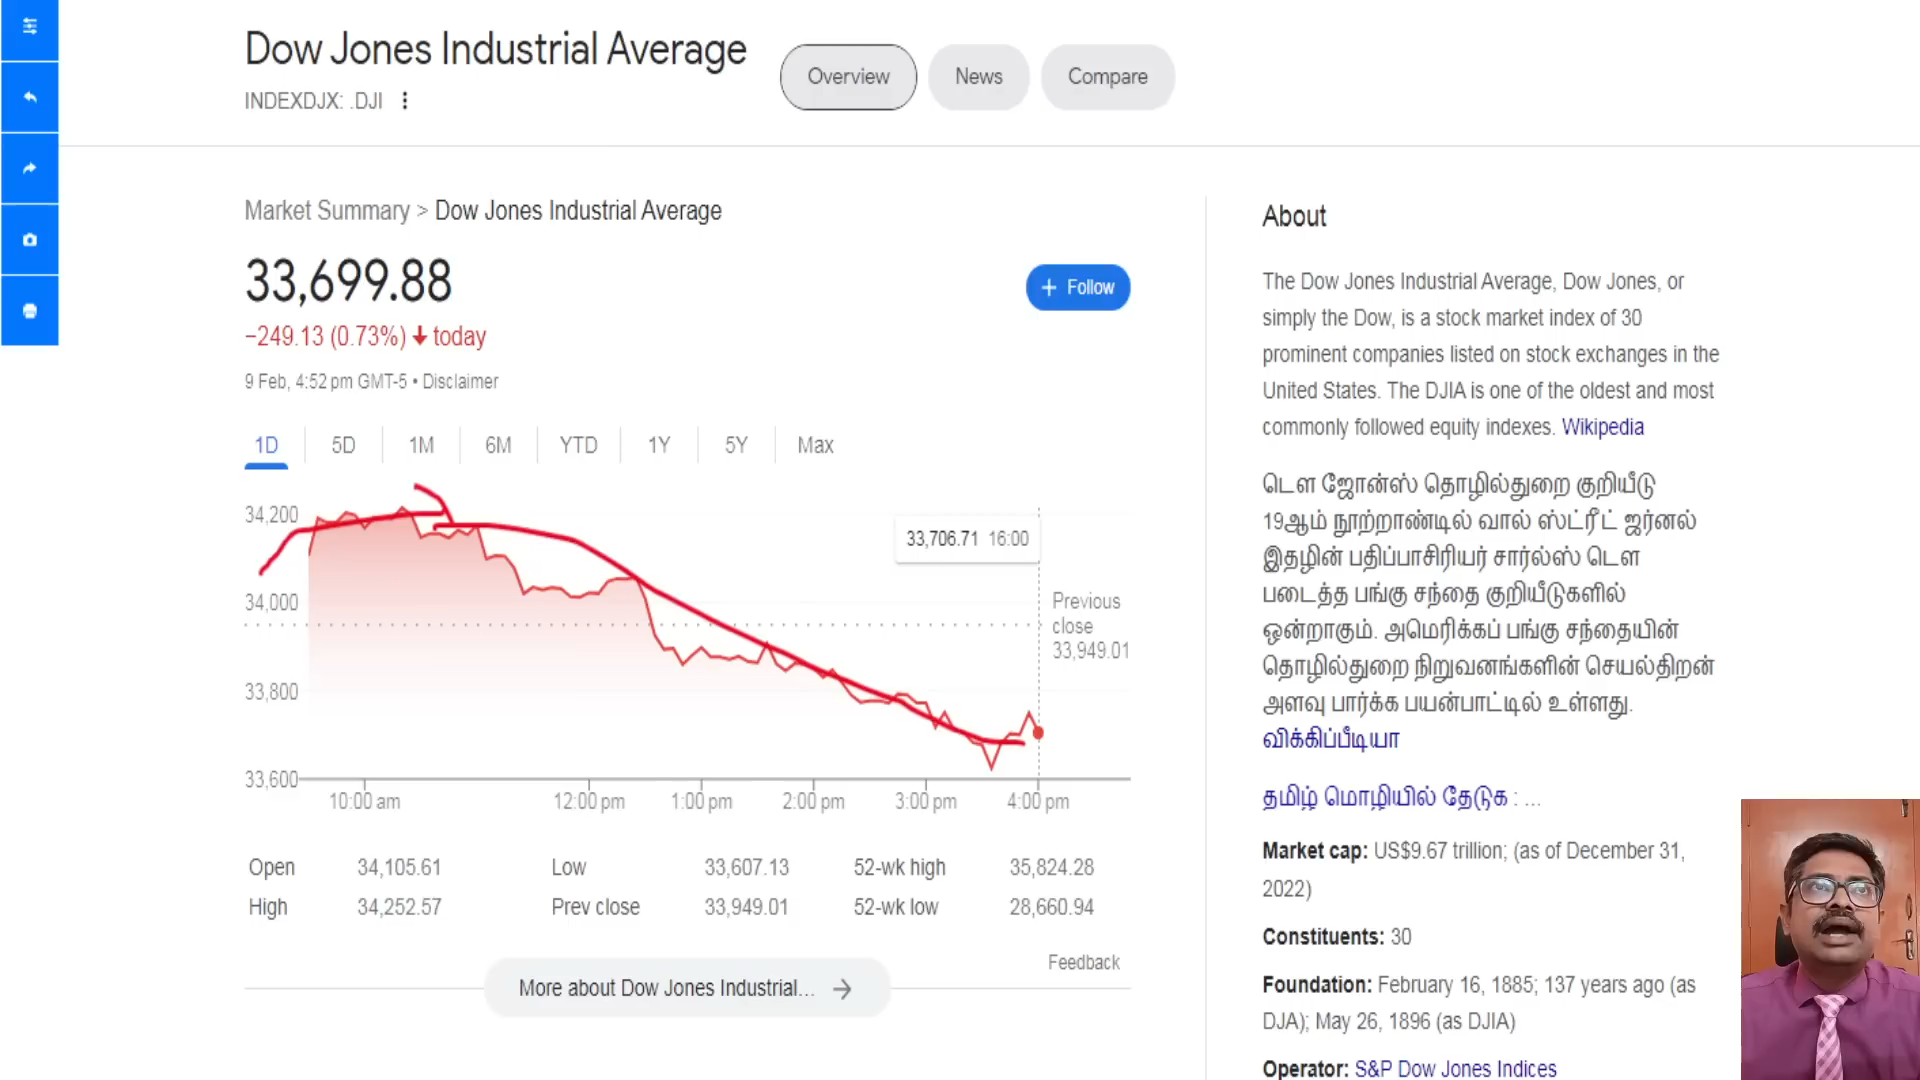 Dow Jones Industrial Average
INDEXDJX: .DJI
Overview
News
Compare
Market Summary > Dow Jones Industrial Average
33,699.88
+ Follow
−249.13 (0.73%) ↓ today
9 Feb, 4:52 pm GMT-5 • Disclaimer
1D 5D 1M 6M YTD 1Y 5Y Max
34,200
34,000
33,800
33,600
33,706.71 16:00
Previous
close
33,949.01
10:00 am 12:00 pm 1:00 pm 2:00 pm 3:00 pm 4:00 pm
Open 34,105.61 Low 33,607.13 52-wk high 35,824.28
High 34,252.57 Prev close 33,949.01 52-wk low 28,660.94
Feedback
More about Dow Jones Industrial... →
About
The Dow Jones Industrial Average, Dow Jones, or
simply the Dow, is a stock market index of 30
prominent companies listed on stock exchanges in the
United States. The DJIA is one of the oldest and most
commonly followed equity indexes. Wikipedia
டௌ ஜோன்ஸ் தொழில்துறை குறியீடு
19ஆம் நூற்றாண்டில் வால் ஸ்ட்ரீட் ஜர்னல்
இதழின் பதிப்பாசிரியர் சார்ல்ஸ் டௌ
படைத்த பங்கு சந்தை குறியீடுகளில்
ஒன்றாகும். அமெரிக்கப் பங்கு சந்தையின்
தொழில்துறை நிறுவனங்களின் செயல்திறன்
அளவு பார்க்க பயன்பாட்டில் உள்ளது.
விக்கிப்பீடியா
தமிழ் மொழியில் தேடுக : ...
Market cap: US$9.67 trillion; (as of December 31,
2022)
Constituents: 30
Foundation: February 16, 1885; 137 years ago (as
DJA); May 26, 1896 (as DJIA)
Operator: S&P Dow Jones Indices